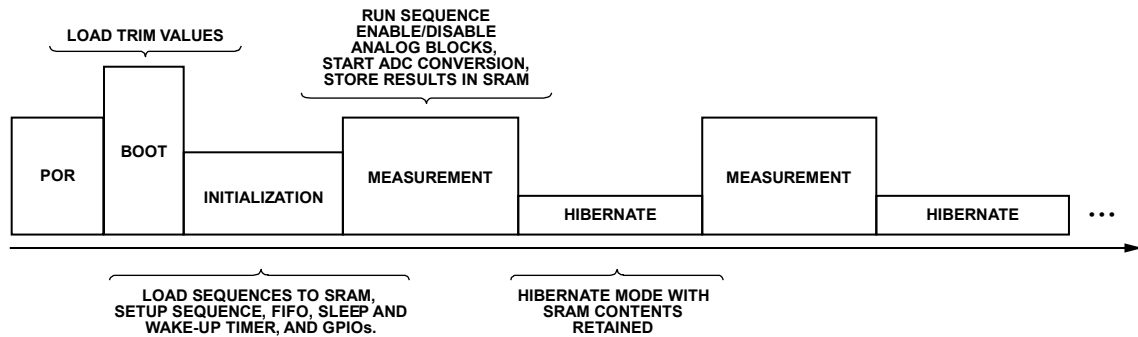 LOAD TRIM VALUES
RUN SEQUENCE
ENABLE/DISABLE
ANALOG BLOCKS,
START ADC CONVERSION,
STORE RESULTS IN SRAM
POR
BOOT
INITIALIZATION
MEASUREMENT
HIBERNATE
MEASUREMENT
HIBERNATE
...
LOAD SEQUENCES TO SRAM,
SETUP SEQUENCE, FIFO, SLEEP AND
WAKE-UP TIMER, AND GPIOs.
HIBERNATE MODE WITH
SRAM CONTENTS
RETAINED